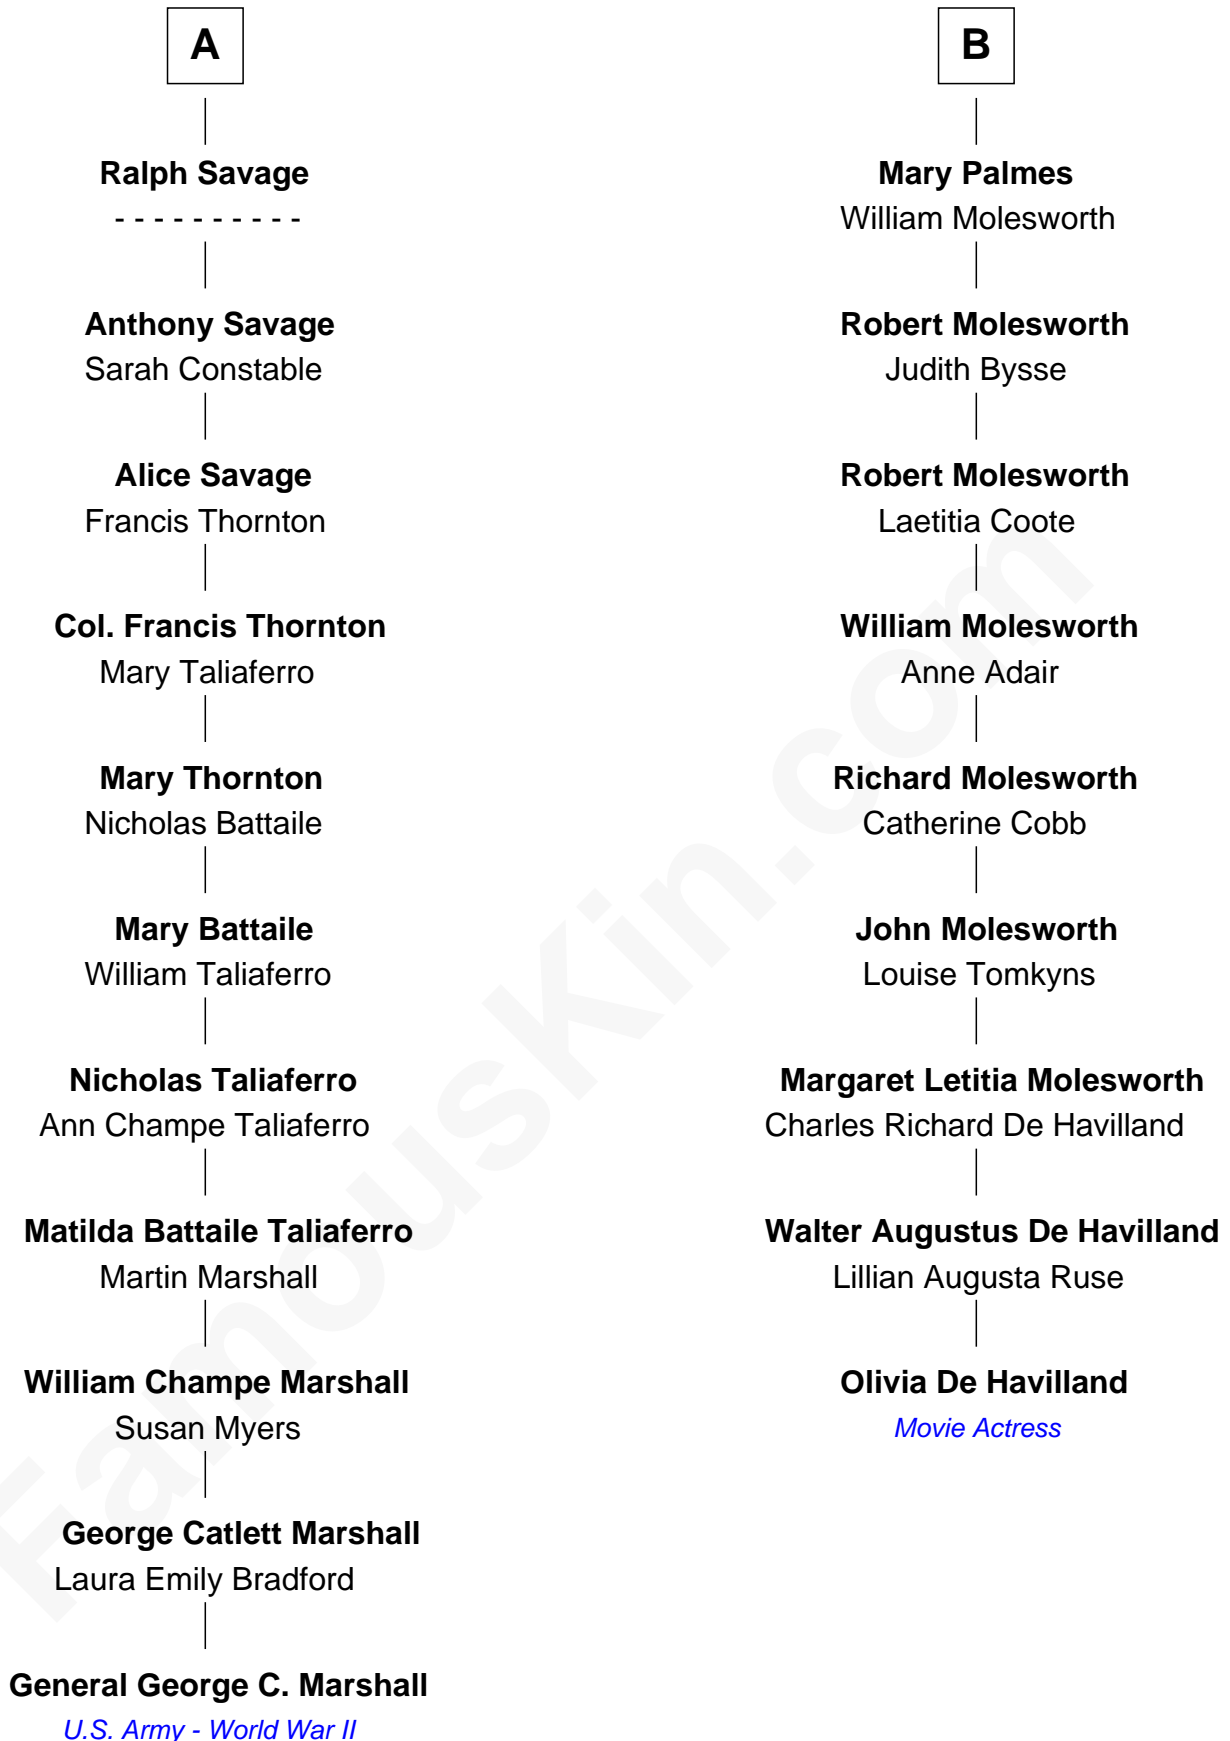 A
Ralph Savage
- - - - - - - - - -
Anthony Savage
Sarah Constable
Alice Savage
Francis Thornton
Col. Francis Thornton
Mary Taliaferro
Mary Thornton
Nicholas Battaile
Mary Battaile
William Taliaferro
Nicholas Taliaferro
Ann Champe Taliaferro
Matilda Battaile Taliaferro
Martin Marshall
William Champe Marshall
Susan Myers
George Catlett Marshall
Laura Emily Bradford
General George C. Marshall
U.S. Army - World War II
B
Mary Palmes
William Molesworth
Robert Molesworth
Judith Bysse
Robert Molesworth
Laetitia Coote
William Molesworth
Anne Adair
Richard Molesworth
Catherine Cobb
John Molesworth
Louise Tomkyns
Margaret Letitia Molesworth
Charles Richard De Havilland
Walter Augustus De Havilland
Lillian Augusta Ruse
Olivia De Havilland
Movie Actress
FamousKin.com